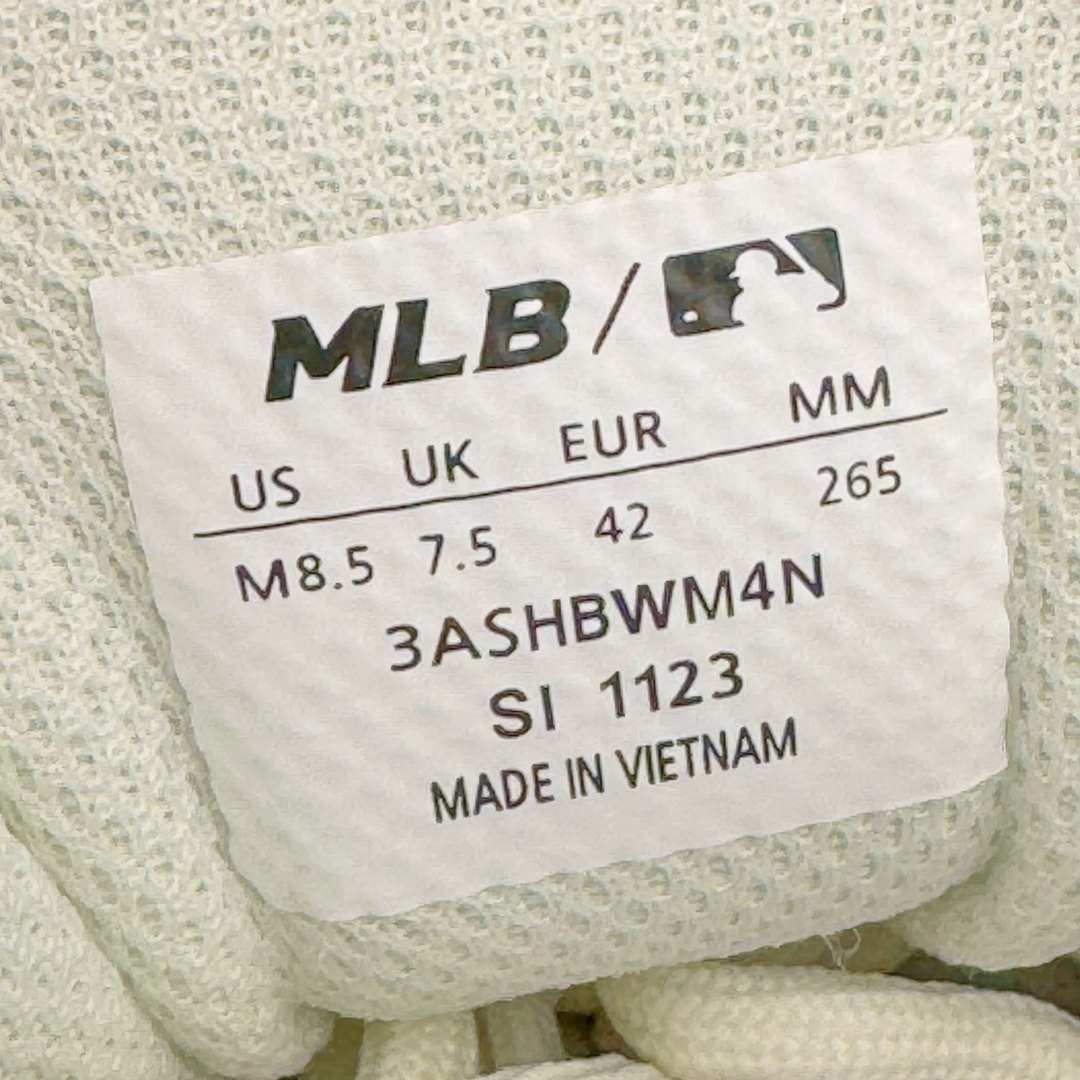 MLB /
US UK EUR MM
M8.5 7.5 42 265
3ASHBWM4N
SI 1123
MADE IN VIETNAM